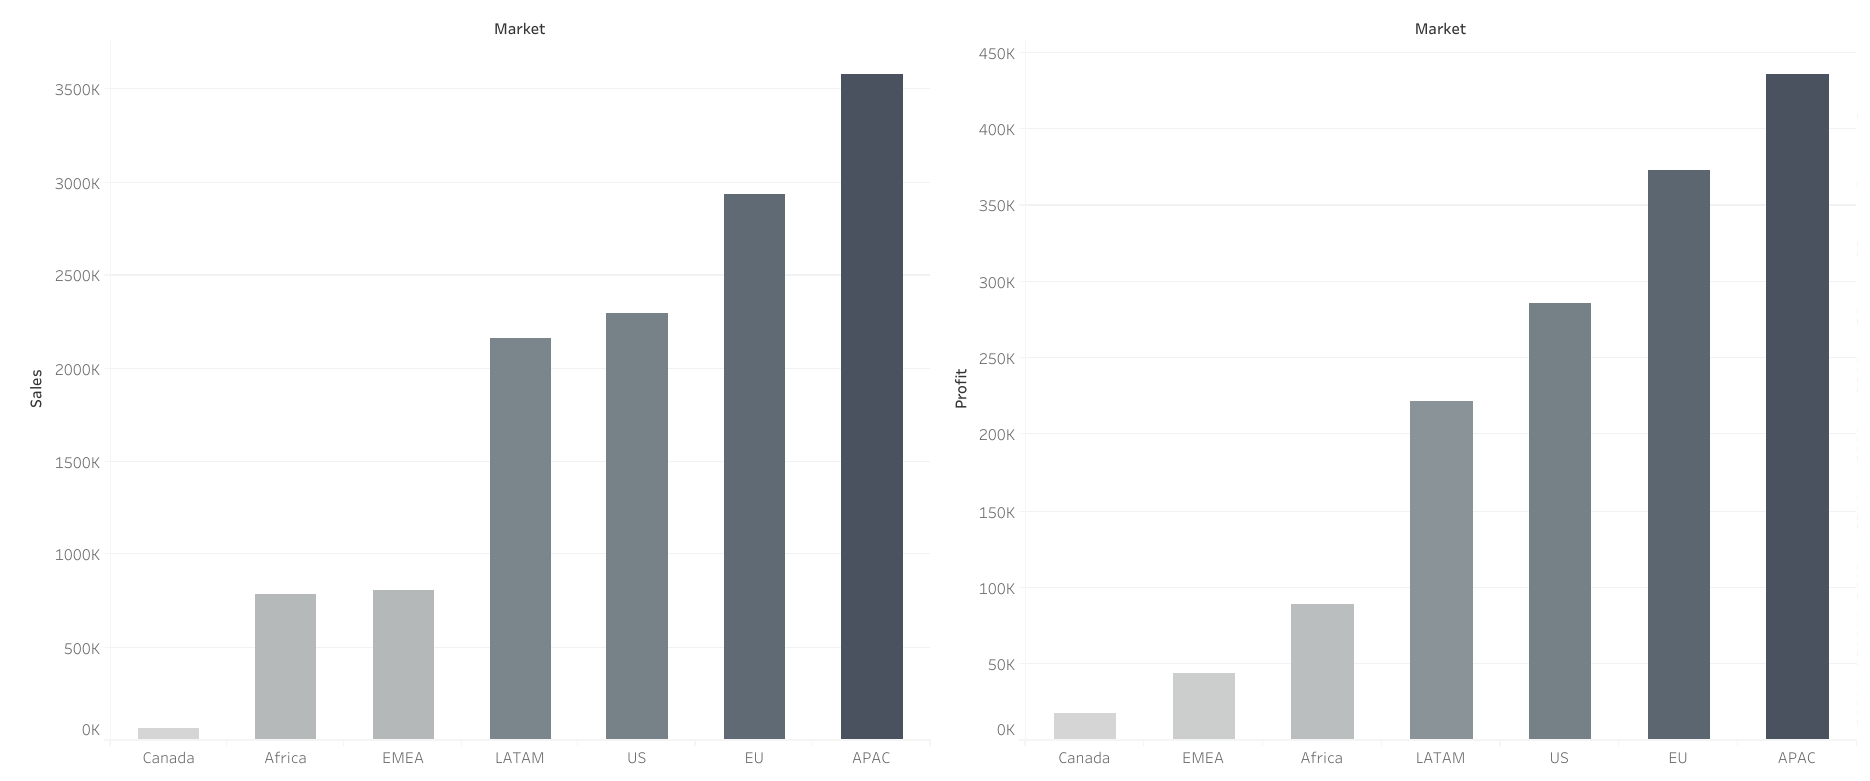 Market
3500K
3000K
2500K
2000K
1500K
1000K
500K
0K
Sales
Canada Africa EMEA LATAM US EU APAC
Market
450K
400K
350K
300K
250K
200K
150K
100K
50K
0K
Profit
Canada EMEA Africa LATAM US EU APAC